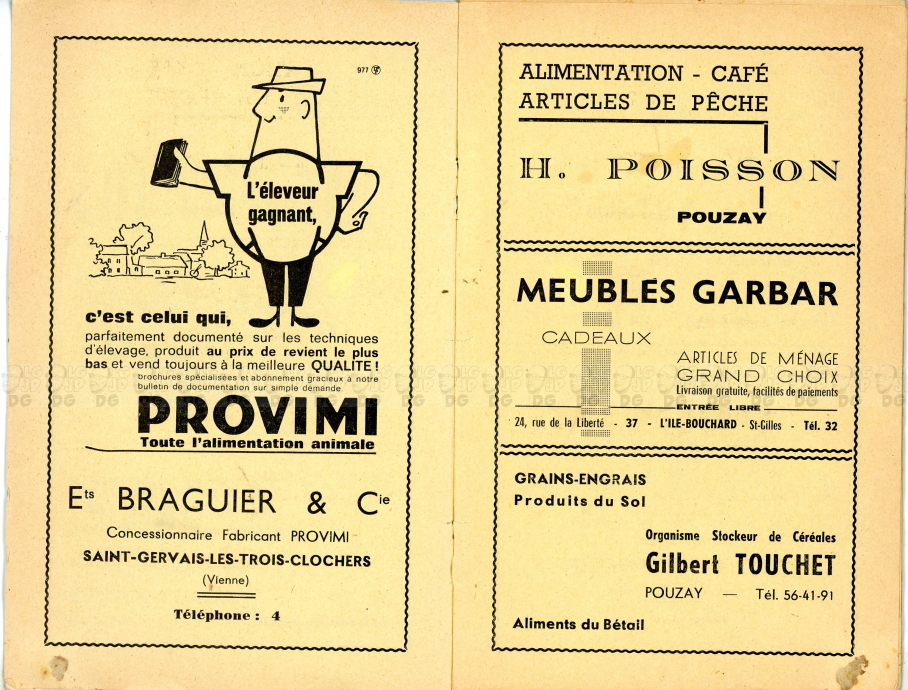 977
L'éleveur
gagnant,
c'est celui qui,
parfaitement documenté sur les techniques
d'élevage, produit au prix de revient le plus
bas et vend toujours à la meilleure QUALITE !
brochures spécialisées et abonnement gracieux à notre
bulletin de documentation sur simple demande
PROVIMI
Toute l'alimentation animale
Ets BRAGUIER & Cie
Concessionnaire Fabricant PROVIMI
SAINT-GERVAIS-LES-TROIS-CLOCHERS
(Vienne)
Téléphone : 4
ALIMENTATION - CAFÉ
ARTICLES DE PÊCHE
H. POISSON
POUZAY
MEUBLES GARBAR
CADEAUX
ARTICLES DE MÉNAGE
GRAND CHOIX
Livraison gratuite, facilités de paiements
ENTRÉE LIBRE
24, rue de la Liberté - 37 - L'ILE-BOUCHARD - St-Gilles - Tél. 32
GRAINS-ENGRAIS
Produits du Sol
Organisme Stockeur de Céréales
Gilbert TOUCHET
POUZAY — Tél. 56-41-91
Aliments du Bétail